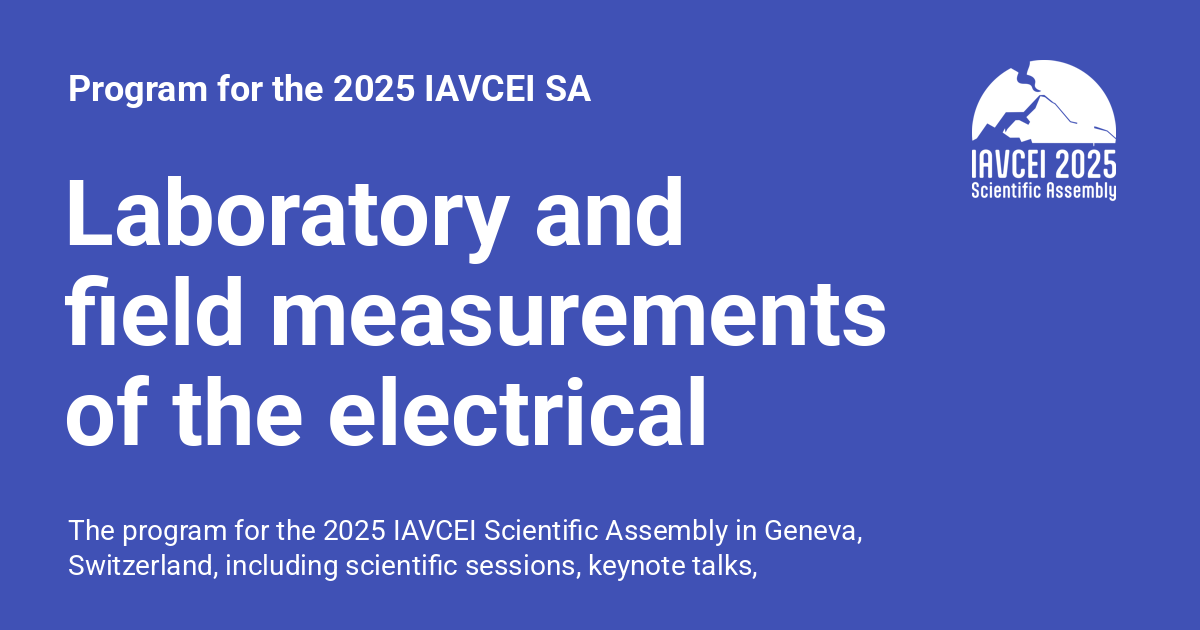 Program for the 2025 IAVCEI SA
IAVCEI 2025
Scientific Assembly
Laboratory and
field measurements
of the electrical
The program for the 2025 IAVCEI Scientific Assembly in Geneva,
Switzerland, including scientific sessions, keynote talks,